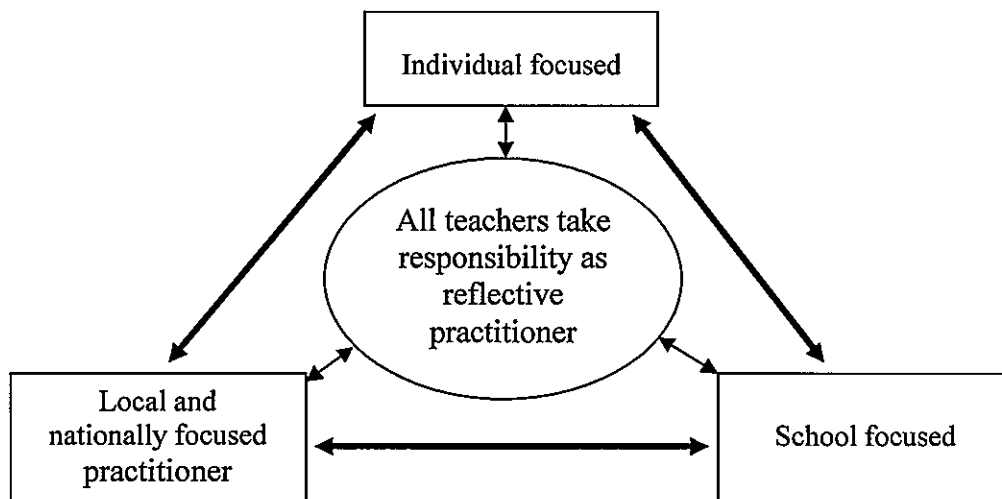 Individual focused
All teachers take
responsibility as
reflective
practitioner
Local and
nationally focused
practitioner
School focused